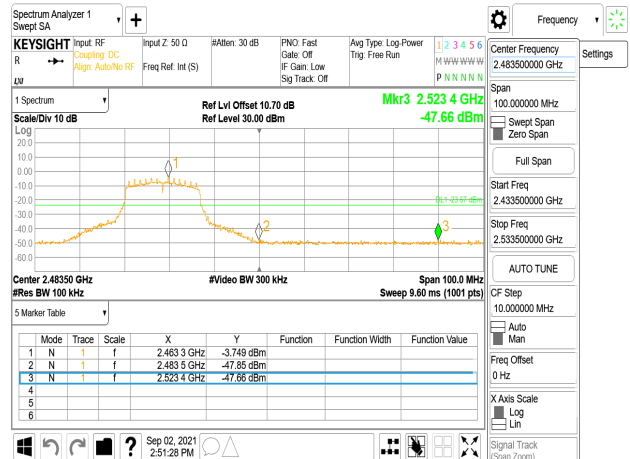 Spectrum Analyzer 1
Swept SA
Frequency
KEYSIGHT
R
LXI
Input: RF
Coupling: DC
Align: Auto/No RF
Input Z: 50 Ω
Freq Ref: Int (S)
#Atten: 30 dB
PNO: Fast
Gate: Off
IF Gain: Low
Sig Track: Off
Avg Type: Log-Power
Trig: Free Run
1 2 3 4 5 6
M W W W W W
P N N N N N
Center Frequency
2.483500000 GHz
Settings
Span
100.000000 MHz
Swept Span
Zero Span
Full Span
Start Freq
2.433500000 GHz
Stop Freq
2.533500000 GHz
AUTO TUNE
CF Step
10.000000 MHz
Auto
Man
Freq Offset
0 Hz
X Axis Scale
Log
Lin
Signal Track
(Span Zoom)
1 Spectrum
Scale/Div 10 dB
Ref Lvl Offset 10.70 dB
Ref Level 30.00 dBm
Mkr3 2.523 4 GHz
-47.66 dBm
Log
20.0
10.0
0.00
-10.0
-20.0
-30.0
-40.0
-50.0
-60.0
1
2
3
DL1 -23.67 dBm
Center 2.48350 GHz
#Res BW 100 kHz
#Video BW 300 kHz
Span 100.0 MHz
Sweep 9.60 ms (1001 pts)
5 Marker Table
Mode Trace Scale X Y Function Function Width Function Value
1 N 1 f 2.463 3 GHz -3.749 dBm
2 N 1 f 2.483 5 GHz -47.85 dBm
3 N 1 f 2.523 4 GHz -47.66 dBm
4
5
6
?
Sep 02, 2021
2:51:28 PM